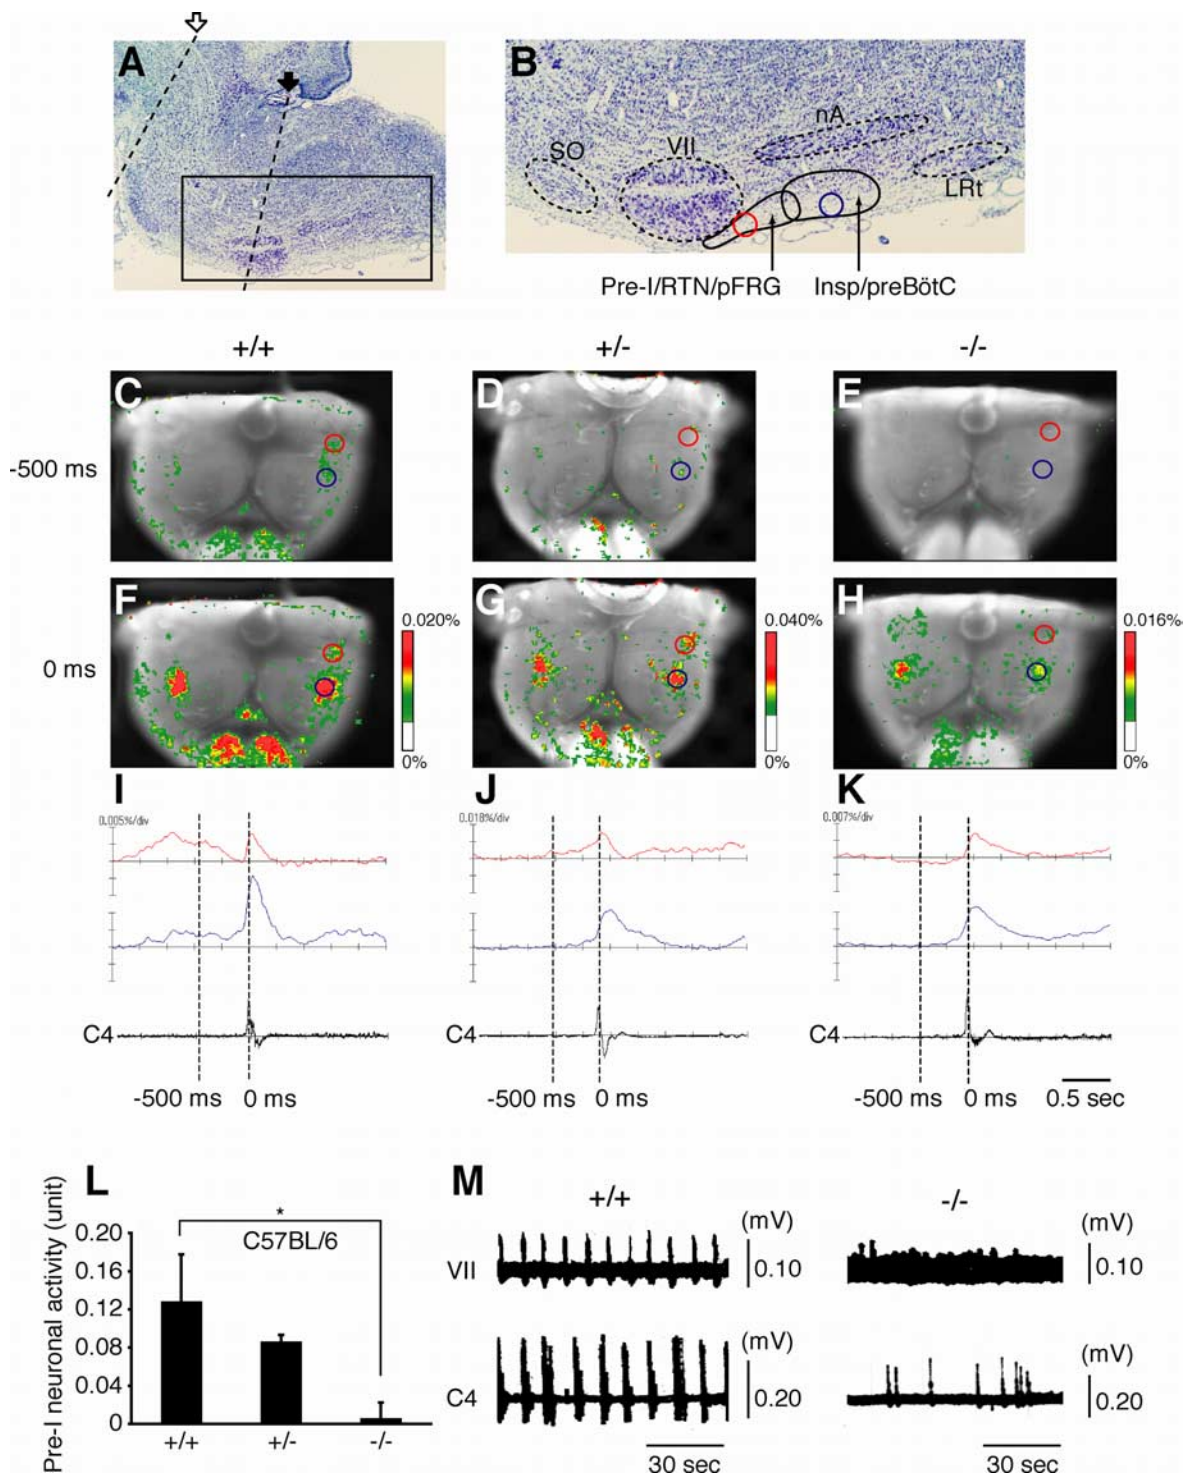 A
B
SO
VII
nA
LRt
Pre-I/RTN/pFRG
Insp/preBötC
+/+
+/-
-/-
-500 ms
C
D
E
0 ms
F
0.020%
0%
G
0.040%
0%
H
0.016%
0%
I
J
K
0.005%/div
0.018%/div
0.007%/div
C4
C4
C4
-500 ms
0 ms
-500 ms
0 ms
-500 ms
0 ms
0.5 sec
L
Pre-I neuronal activity (unit)
0.20
0.16
0.12
0.08
0.04
0
*
C57BL/6
+/+
+/-
-/-
M
+/+
-/-
VII
(mV)
0.10
(mV)
0.10
C4
(mV)
0.20
(mV)
0.20
30 sec
30 sec